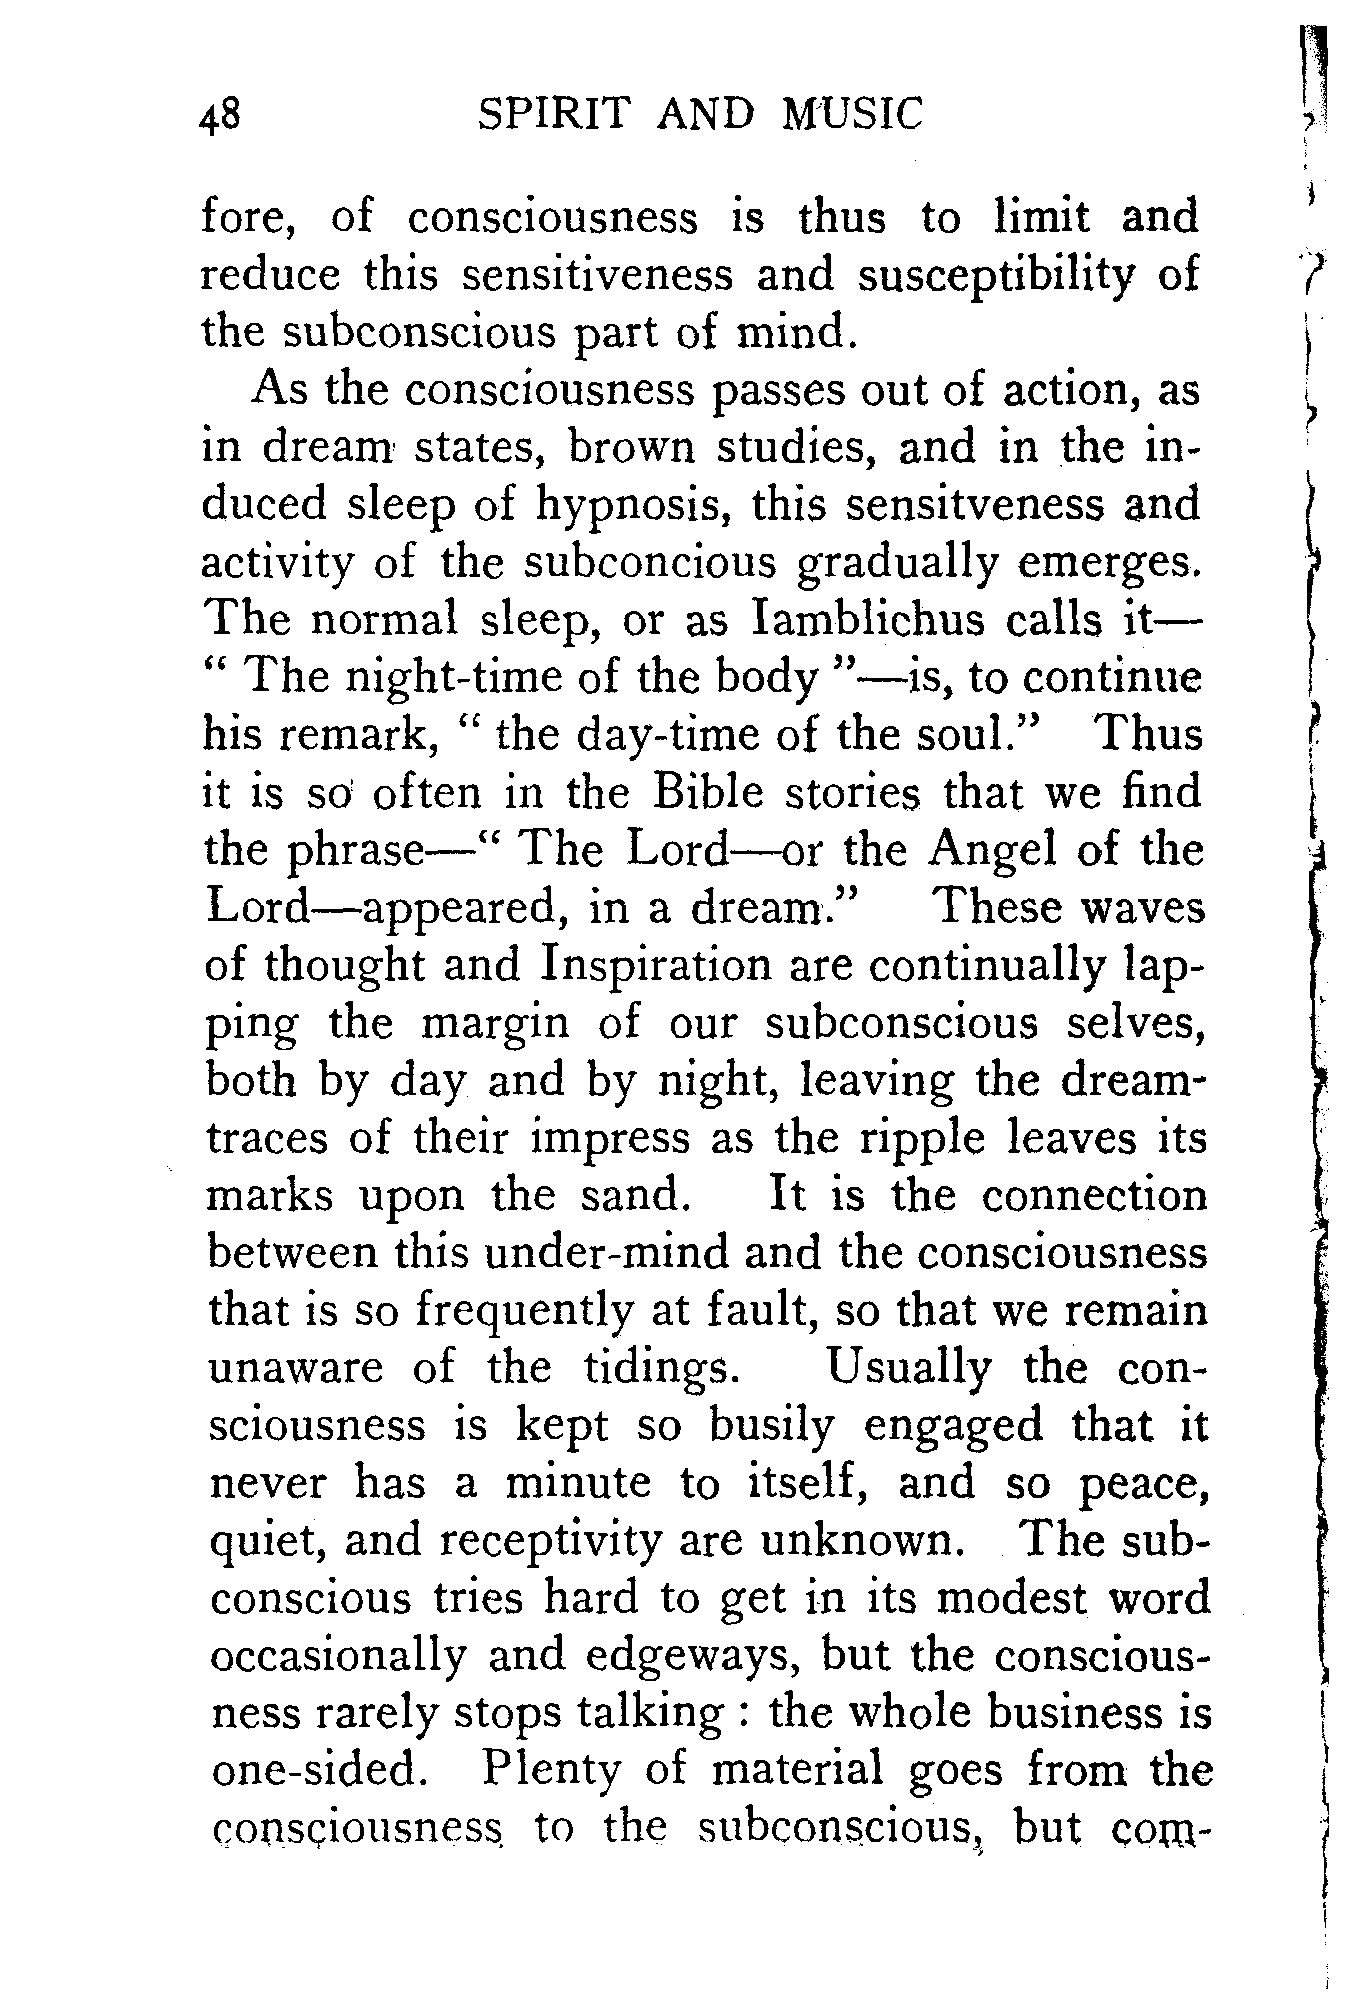 48 SPIRIT AND MUSIC
fore, of consciousness is thus to limit and
reduce this sensitiveness and susceptibility of
the subconscious part of mind.
As the consciousness passes out of action, as
in dream states, brown studies, and in the in-
duced sleep of hypnosis, this sensitveness and
activity of the subconcious gradually emerges.
The normal sleep, or as Iamblichus calls it—
“ The night-time of the body ”—is, to continue
his remark, “ the day-time of the soul.” Thus
it is so often in the Bible stories that we find
the phrase—“ The Lord—or the Angel of the
Lord—appeared, in a dream.” These waves
of thought and Inspiration are continually lap-
ping the margin of our subconscious selves,
both by day and by night, leaving the dream-
traces of their impress as the ripple leaves its
marks upon the sand. It is the connection
between this under-mind and the consciousness
that is so frequently at fault, so that we remain
unaware of the tidings. Usually the con-
sciousness is kept so busily engaged that it
never has a minute to itself, and so peace,
quiet, and receptivity are unknown. The sub-
conscious tries hard to get in its modest word
occasionally and edgeways, but the conscious-
ness rarely stops talking : the whole business is
one-sided. Plenty of material goes from the
consciousness to the subconscious, but com-